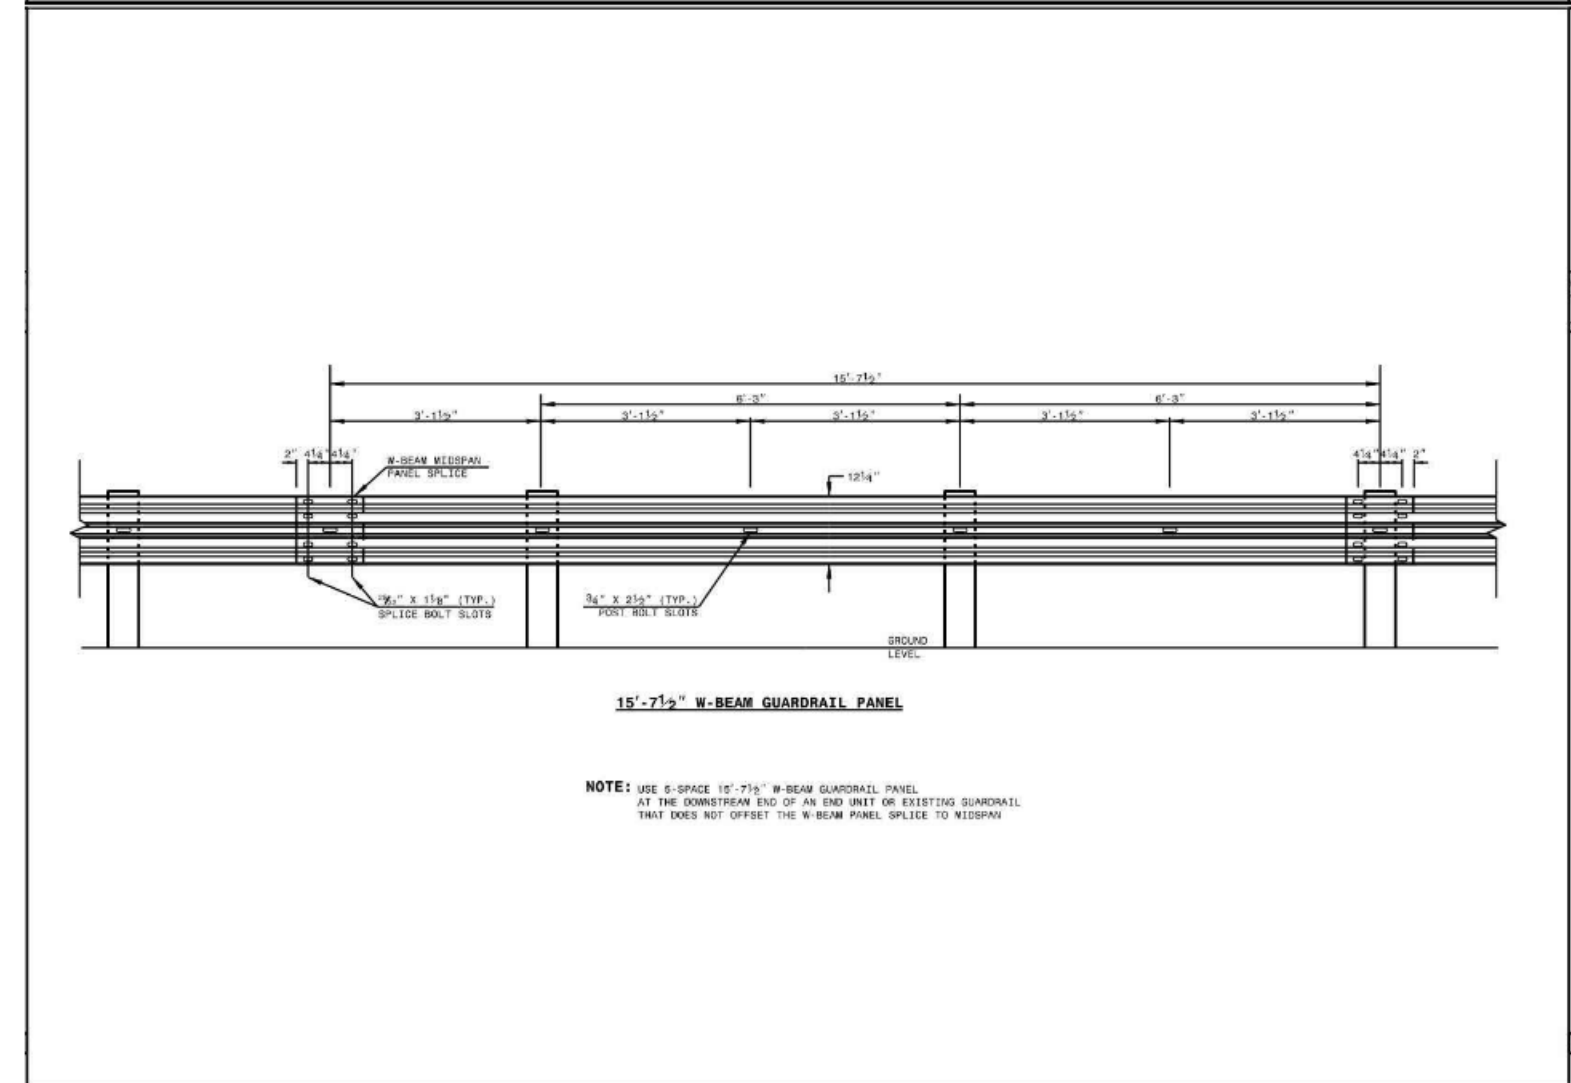 15'-7½"
6'-3" 6'-3"
3'-1½" 3'-1½" 3'-1½" 3'-1½" 3'-1½"
2" 4¼" 4¼"
4¼" 4¼" 2"
W-BEAM MIDSPAN
PANEL SPLICE
12¼"
X 1⅛" (TYP.)
SPLICE BOLT SLOTS
¾" X 2½" (TYP.)
POST BOLT SLOTS
GROUND
LEVEL
15'-7½" W-BEAM GUARDRAIL PANEL
NOTE: USE 5-SPACE 15'-7½" W-BEAM GUARDRAIL PANEL
AT THE DOWNSTREAM END OF AN END UNIT OR EXISTING GUARDRAIL
THAT DOES NOT OFFSET THE W-BEAM PANEL SPLICE TO MIDSPAN